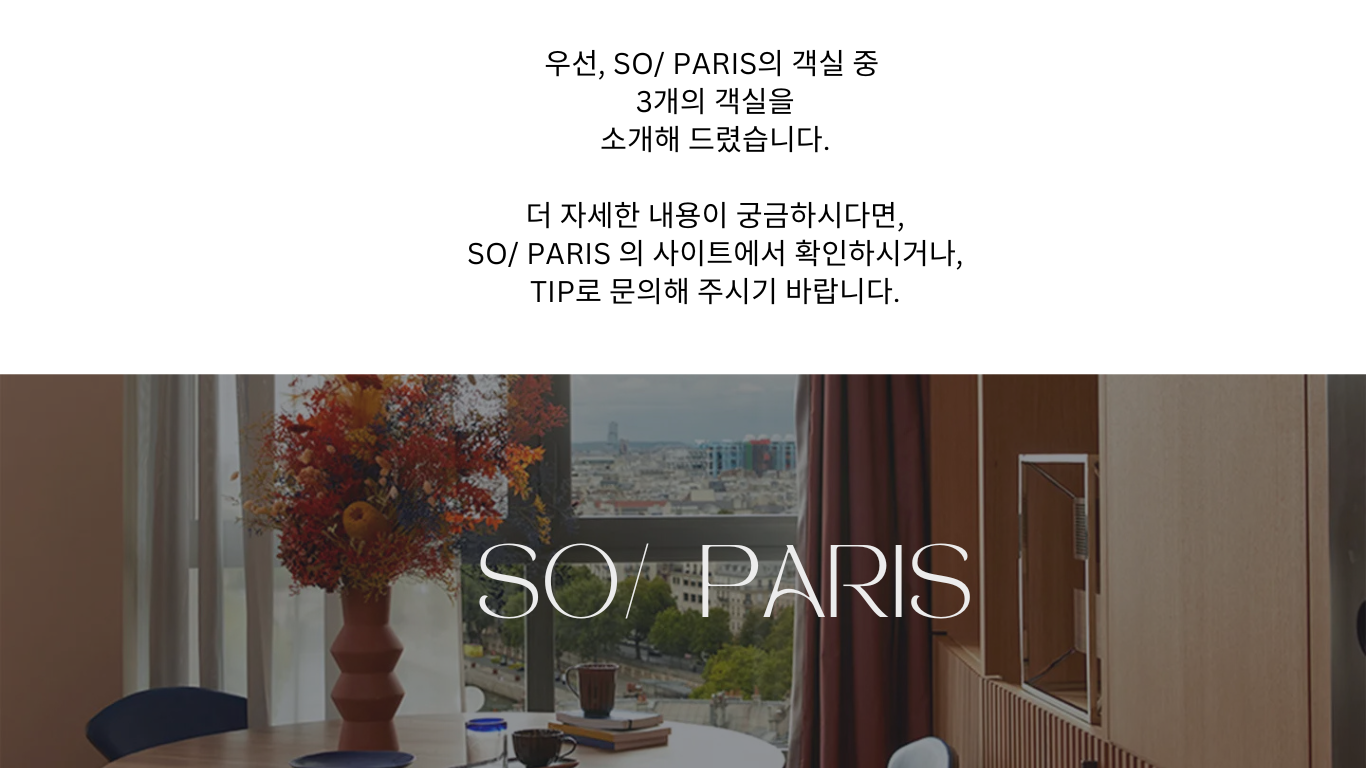 우선, SO/ PARIS의 객실 중
3개의 객실을
소개해 드렸습니다.
더 자세한 내용이 궁금하시다면,
SO/ PARIS 의 사이트에서 확인하시거나,
TIP로 문의해 주시기 바랍니다.
SO/ PARIS